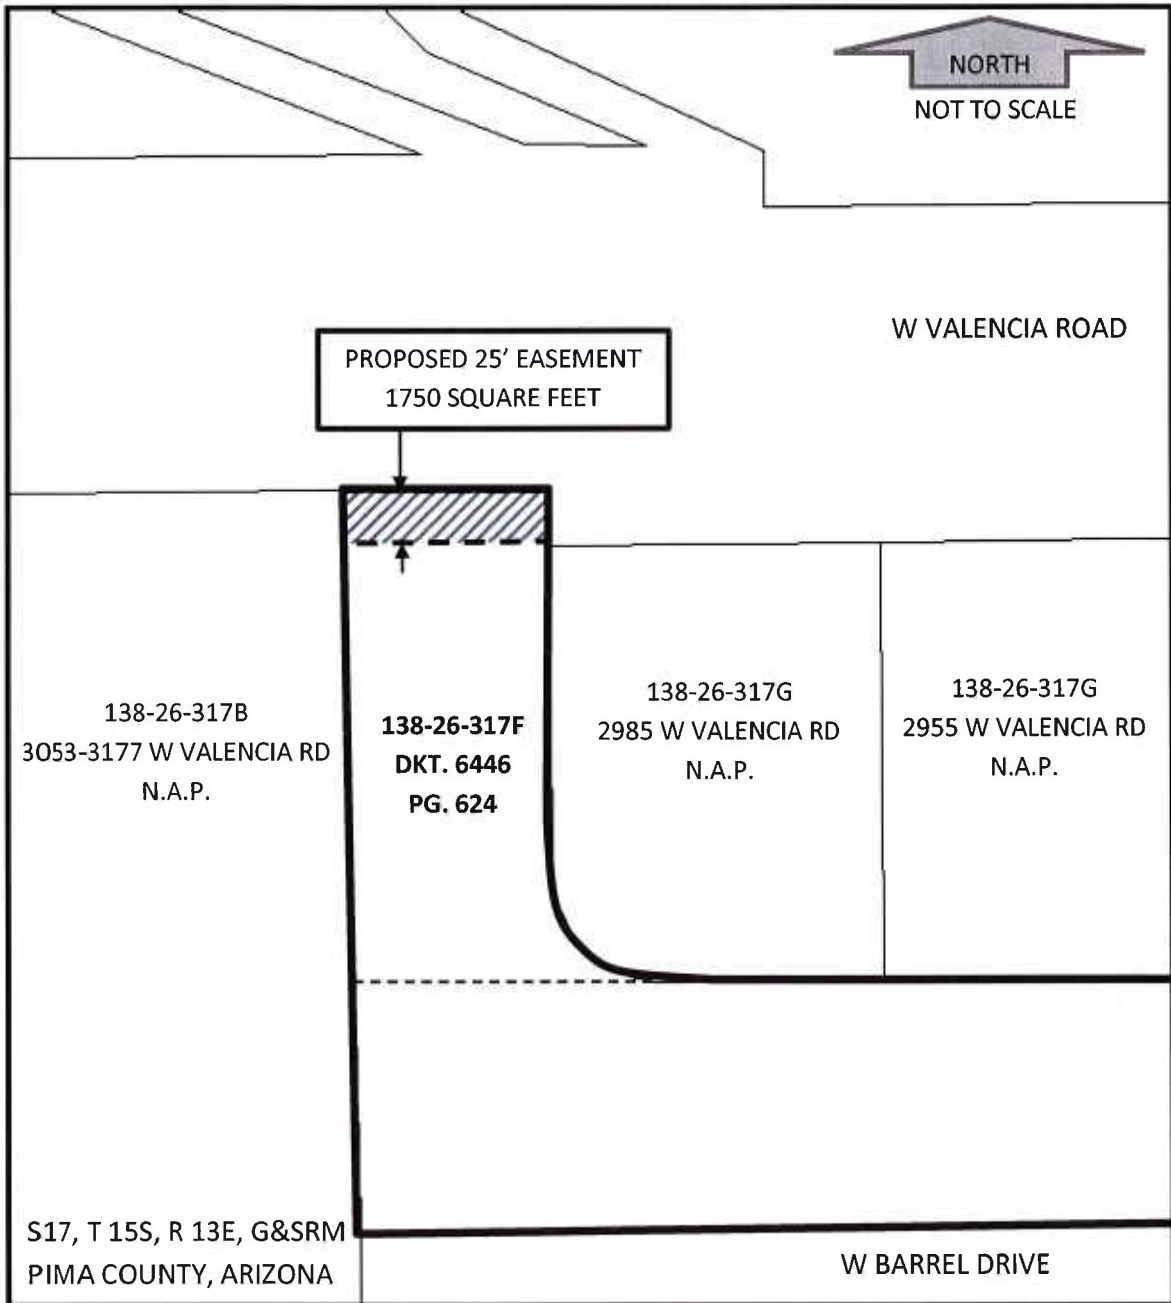 NORTH
NOT TO SCALE
W VALENCIA ROAD
PROPOSED 25' EASEMENT
1750 SQUARE FEET
138-26-317B
3053-3177 W VALENCIA RD
N.A.P.
138-26-317F
DKT. 6446
PG. 624
138-26-317G
2985 W VALENCIA RD
N.A.P.
138-26-317G
2955 W VALENCIA RD
N.A.P.
S17, T 15S, R 13E, G&SRM
PIMA COUNTY, ARIZONA
W BARREL DRIVE